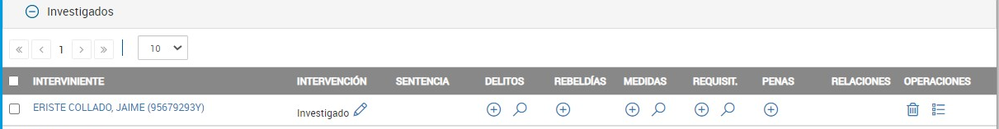 Investigados
« < 1 > » 10
INTERVINIENTE INTERVENCIÓN SENTENCIA DELITOS REBELDÍAS MEDIDAS REQUISIT. PENAS RELACIONES OPERACIONES
ERISTE COLLADO, JAIME (95679293Y) Investigado